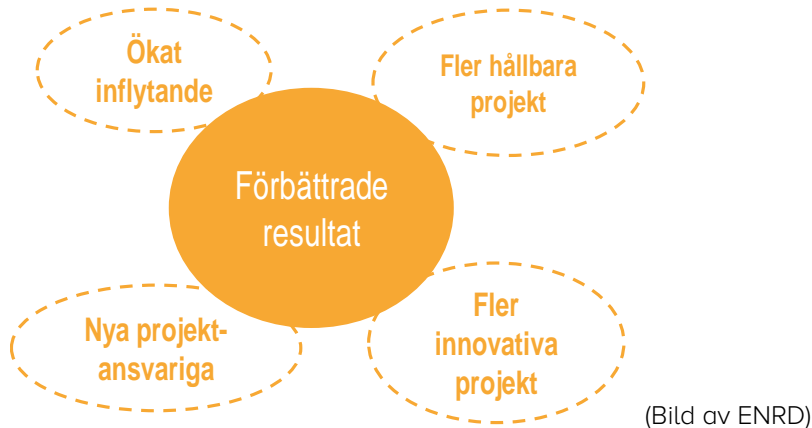 Ökat
inflytande
Fler hållbara
projekt
Förbättrade
resultat
Nya projekt-
ansvariga
Fler
innovativa
projekt
(Bild av ENRD)